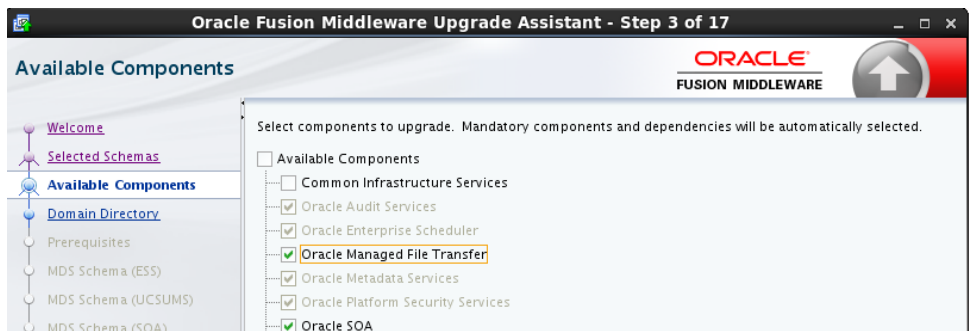 Oracle Fusion Middleware Upgrade Assistant - Step 3 of 17
Available Components
ORACLE
FUSION MIDDLEWARE
Welcome
Selected Schemas
Available Components
Domain Directory
Prerequisites
MDS Schema (ESS)
MDS Schema (UCSUMS)
MDS Schema (SOA)
Select components to upgrade. Mandatory components and dependencies will be automatically selected.
Available Components
Common Infrastructure Services
Oracle Audit Services
Oracle Enterprise Scheduler
Oracle Managed File Transfer
Oracle Metadata Services
Oracle Platform Security Services
Oracle SOA